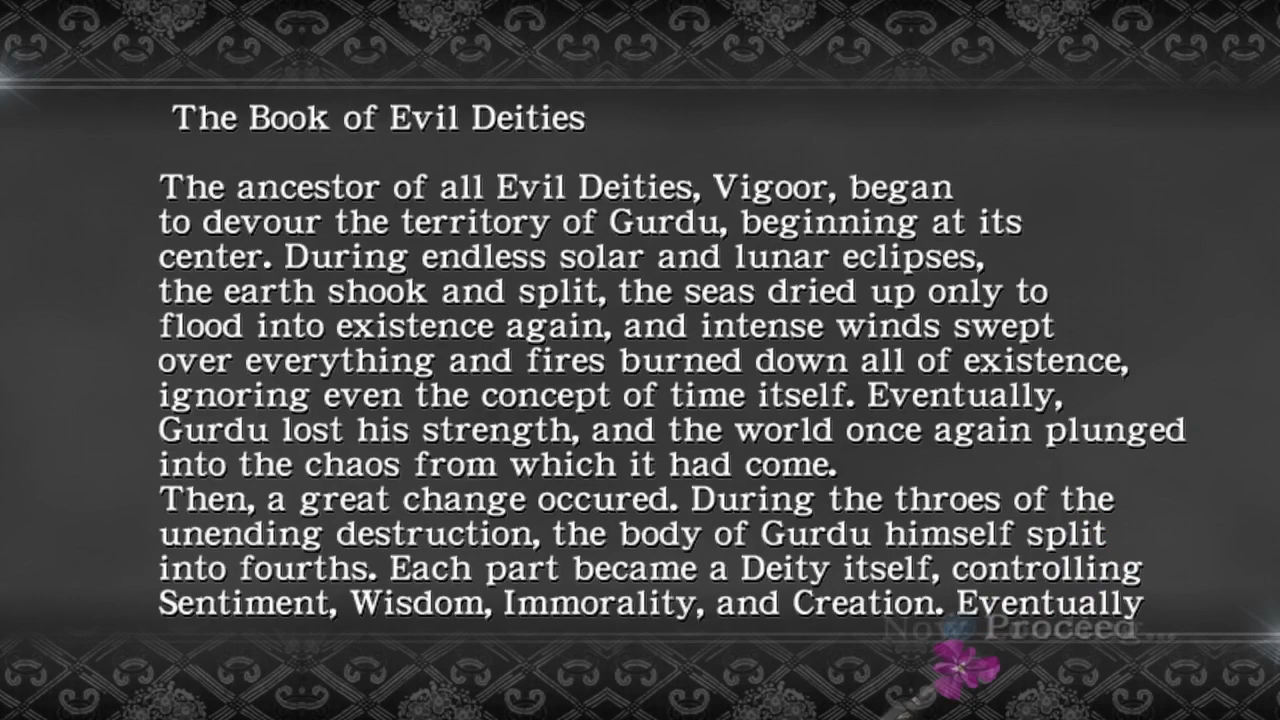 The Book of Evil Deities
The ancestor of all Evil Deities, Vigoor, began
to devour the territory of Gurdu, beginning at its
center. During endless solar and lunar eclipses,
the earth shook and split, the seas dried up only to
flood into existence again, and intense winds swept
over everything and fires burned down all of existence,
ignoring even the concept of time itself. Eventually,
Gurdu lost his strength, and the world once again plunged
into the chaos from which it had come.
Then, a great change occured. During the throes of the
unending destruction, the body of Gurdu himself split
into fourths. Each part became a Deity itself, controlling
Sentiment, Wisdom, Immorality, and Creation. Eventually
Now Proceed...